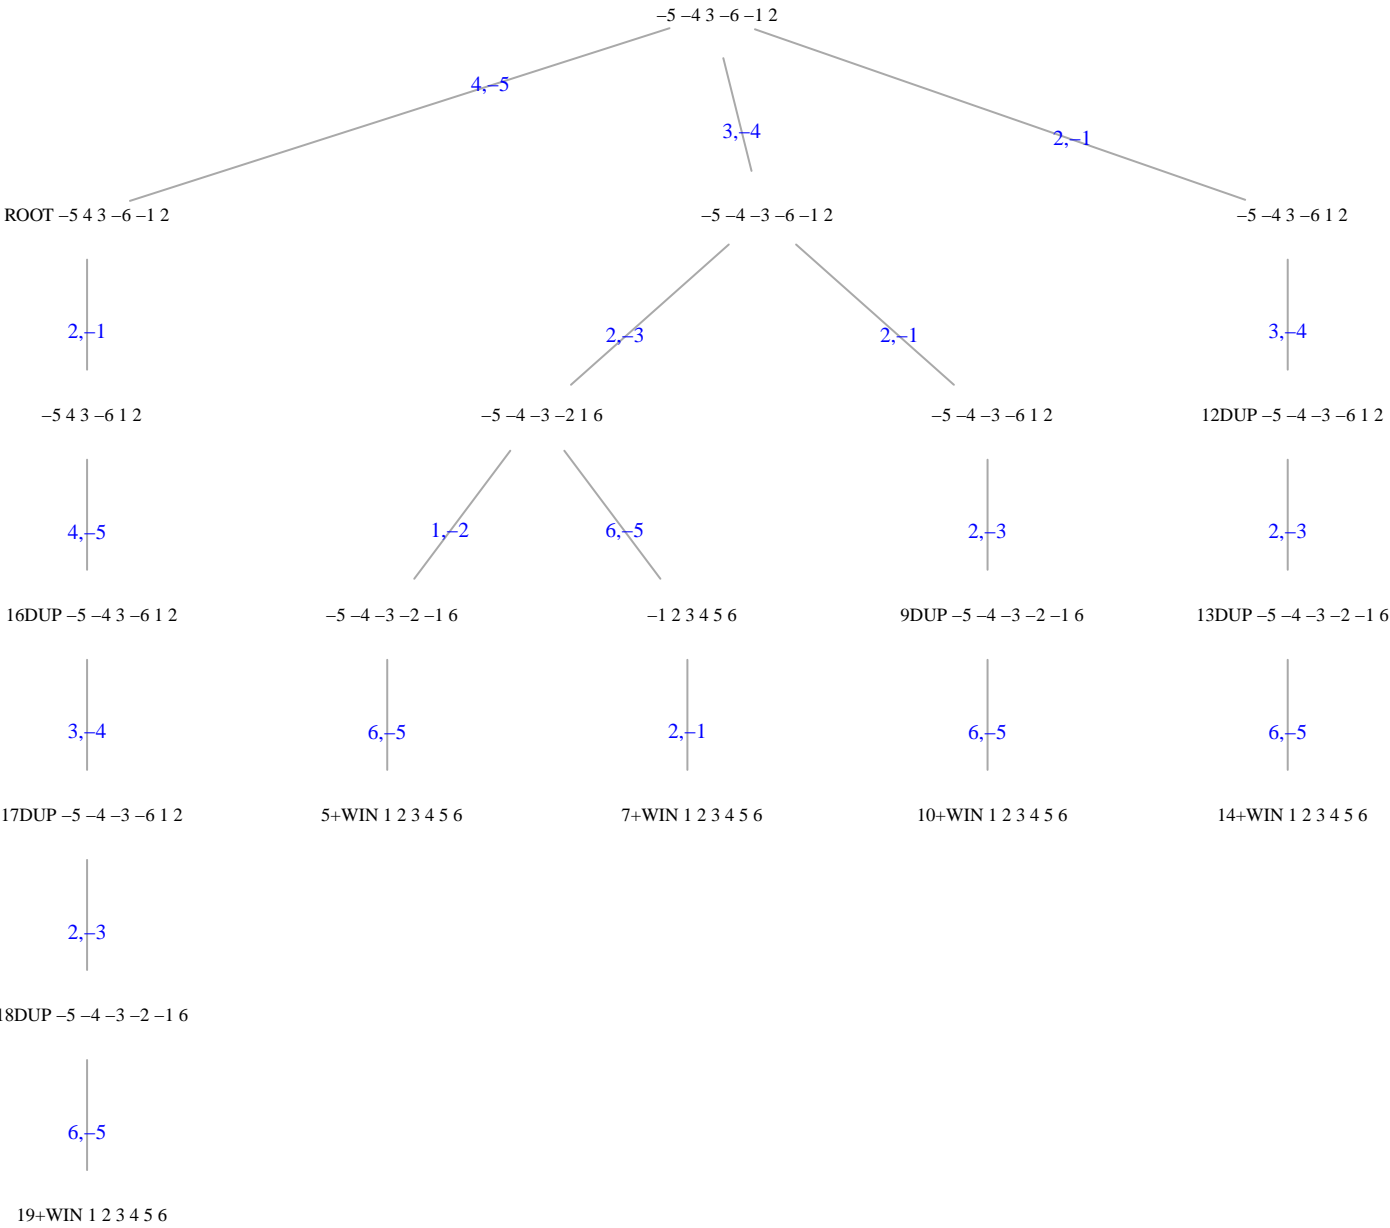 –5 –4 3 –6 –1 2
4,–5
3,–4
2,–1
ROOT –5 4 3 –6 –1 2
–5 –4 –3 –6 –1 2
–5 –4 3 –6 1 2
2,–1
2,–3
2,–1
3,–4
–5 4 3 –6 1 2
–5 –4 –3 –2 1 6
–5 –4 –3 –6 1 2
12DUP –5 –4 –3 –6 1 2
4,–5
1,–2
6,–5
2,–3
2,–3
16DUP –5 –4 3 –6 1 2
–5 –4 –3 –2 –1 6
–1 2 3 4 5 6
9DUP –5 –4 –3 –2 –1 6
13DUP –5 –4 –3 –2 –1 6
3,–4
6,–5
2,–1
6,–5
6,–5
17DUP –5 –4 –3 –6 1 2
5+WIN 1 2 3 4 5 6
7+WIN 1 2 3 4 5 6
10+WIN 1 2 3 4 5 6
14+WIN 1 2 3 4 5 6
2,–3
18DUP –5 –4 –3 –2 –1 6
6,–5
19+WIN 1 2 3 4 5 6